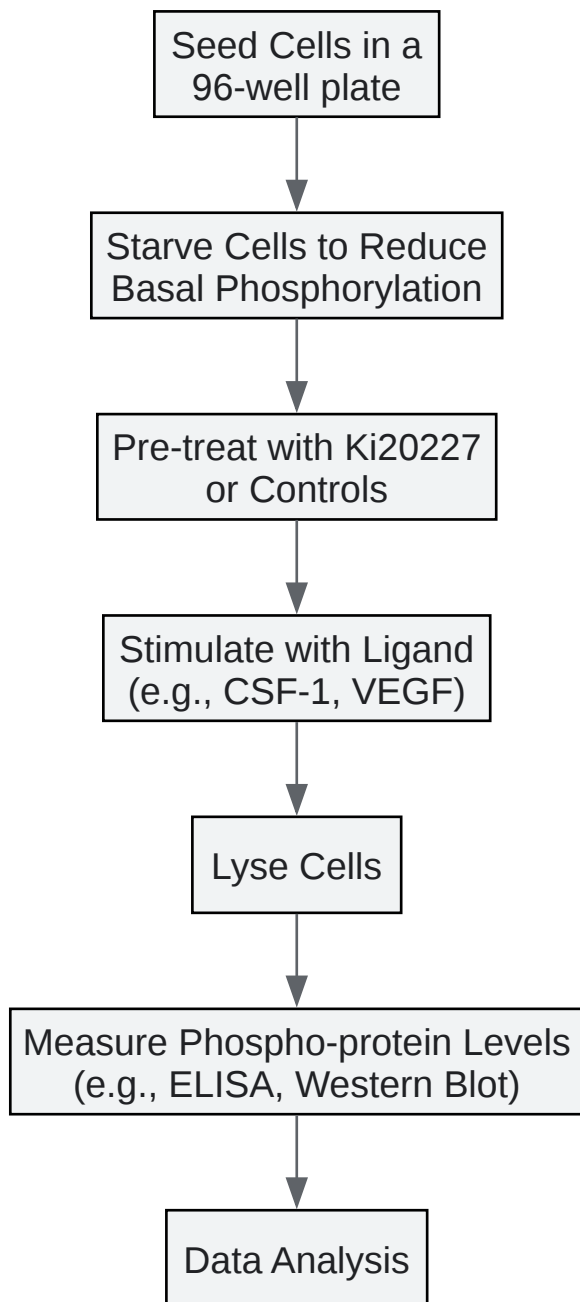 Seed Cells in a
96-well plate
Starve Cells to Reduce
Basal Phosphorylation
Pre-treat with Ki20227
or Controls
Stimulate with Ligand
(e.g., CSF-1, VEGF)
Lyse Cells
Measure Phospho-protein Levels
(e.g., ELISA, Western Blot)
Data Analysis